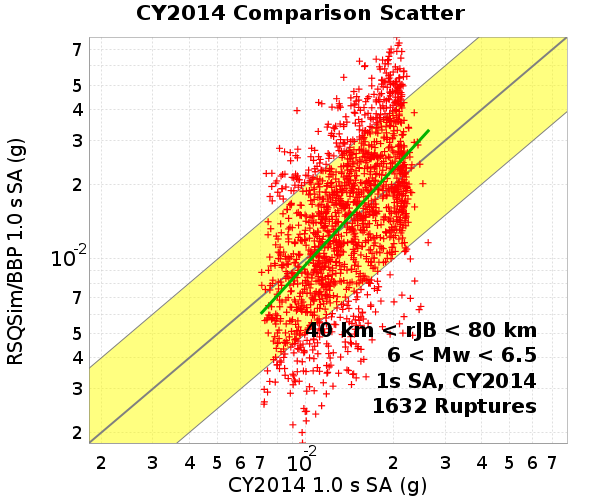 CY2014 Comparison Scatter
RSQSim/BBP 1.0 s SA (g)
7
5
4
3
2
10-2
7
5
4
3
2
40 km < rJB < 80 km
6 < Mw < 6.5
1s SA, CY2014
1632 Ruptures
2 3 4 5 6 7 10-2 2 3 4 5 6 7
CY2014 1.0 s SA (g)